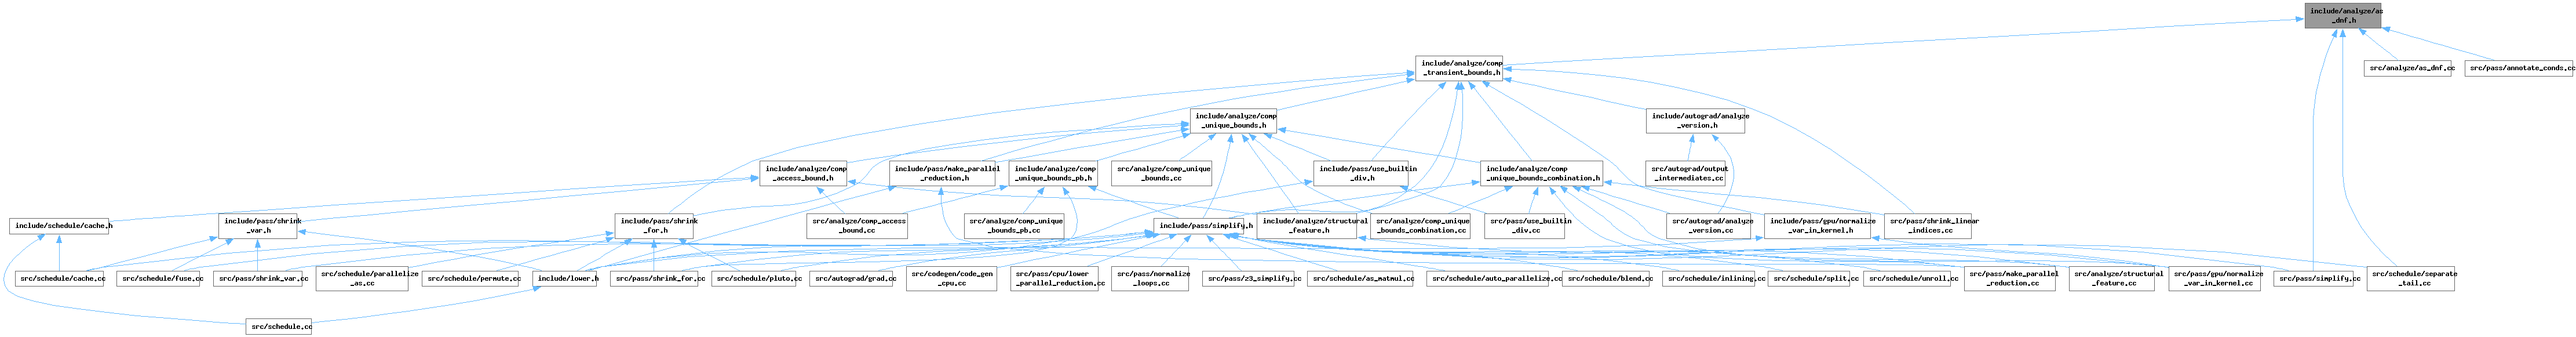 include/analyze/as
_dnf.h
include/analyze/comp
_transient_bounds.h
src/analyze/as_dnf.cc
src/pass/annotate_conds.cc
include/analyze/comp
_unique_bounds.h
include/autograd/analyze
_version.h
include/analyze/comp
_access_bound.h
include/pass/make_parallel
_reduction.h
include/analyze/comp
_unique_bounds_pb.h
src/analyze/comp_unique
_bounds.cc
include/pass/use_builtin
_div.h
include/analyze/comp
_unique_bounds_combination.h
src/autograd/output
_intermediates.cc
include/schedule/cache.h
include/pass/shrink
_var.h
include/pass/shrink
_for.h
src/analyze/comp_access
_bound.cc
src/analyze/comp_unique
_bounds_pb.cc
include/pass/simplify.h
include/analyze/structural
_feature.h
src/analyze/comp_unique
_bounds_combination.cc
src/pass/use_builtin
_div.cc
src/autograd/analyze
_version.cc
include/pass/gpu/normalize
_var_in_kernel.h
src/pass/shrink_linear
_indices.cc
src/schedule/cache.cc
src/schedule/fuse.cc
src/pass/shrink_var.cc
src/schedule/parallelize
_as.cc
src/schedule/permute.cc
include/lower.h
src/pass/shrink_for.cc
src/schedule/pluto.cc
src/autograd/grad.cc
src/codegen/code_gen
_cpu.cc
src/pass/cpu/lower
_parallel_reduction.cc
src/pass/normalize
_loops.cc
src/pass/z3_simplify.cc
src/schedule/as_matmul.cc
src/schedule/auto_parallelize.cc
src/schedule/blend.cc
src/schedule/inlining.cc
src/schedule/split.cc
src/schedule/unroll.cc
src/pass/make_parallel
_reduction.cc
src/analyze/structural
_feature.cc
src/pass/gpu/normalize
_var_in_kernel.cc
src/pass/simplify.cc
src/schedule/separate
_tail.cc
src/schedule.cc